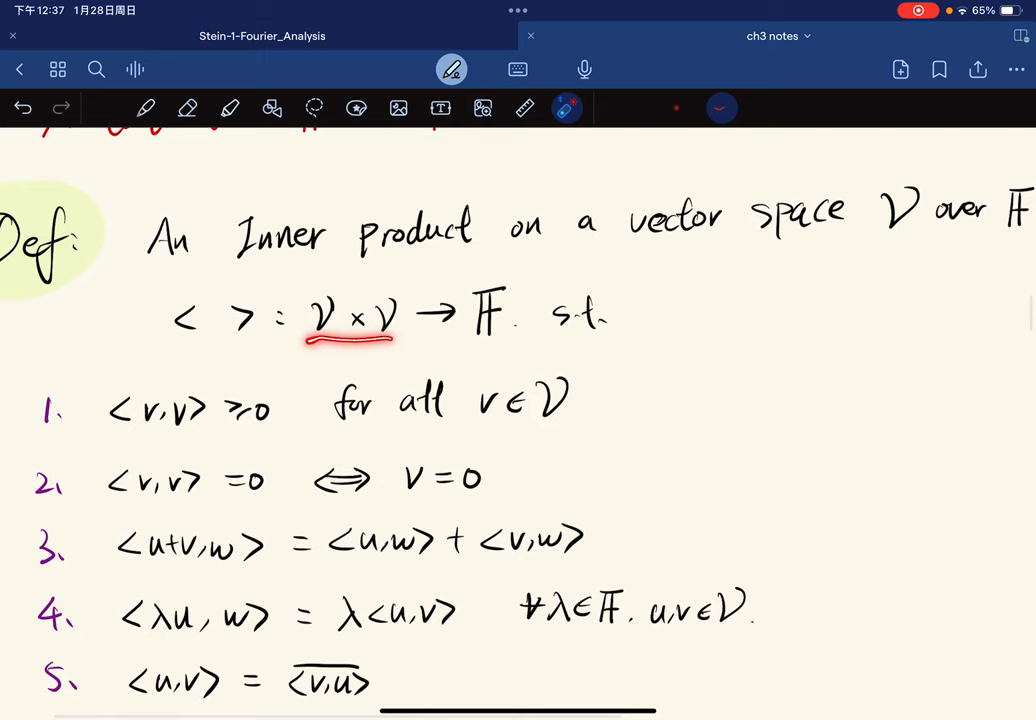 下午12:37 1月28日周日
65%
Stein-1-Fourier_Analysis
ch3 notes
Def: An Inner product on a vector space V over 𝔽
< > : V × V → 𝔽. s.t.
1. <v,v> ≥0 for all v ∈ V
2. <v,v> =0 ⟺ v = 0
3. <u+v,w> = <u,w> + <v,w>
4. <λu, w> = λ<u,v> ∀λ∈𝔽. u,v ∈ V.
5. <u,v> = \overline{<v,u>}